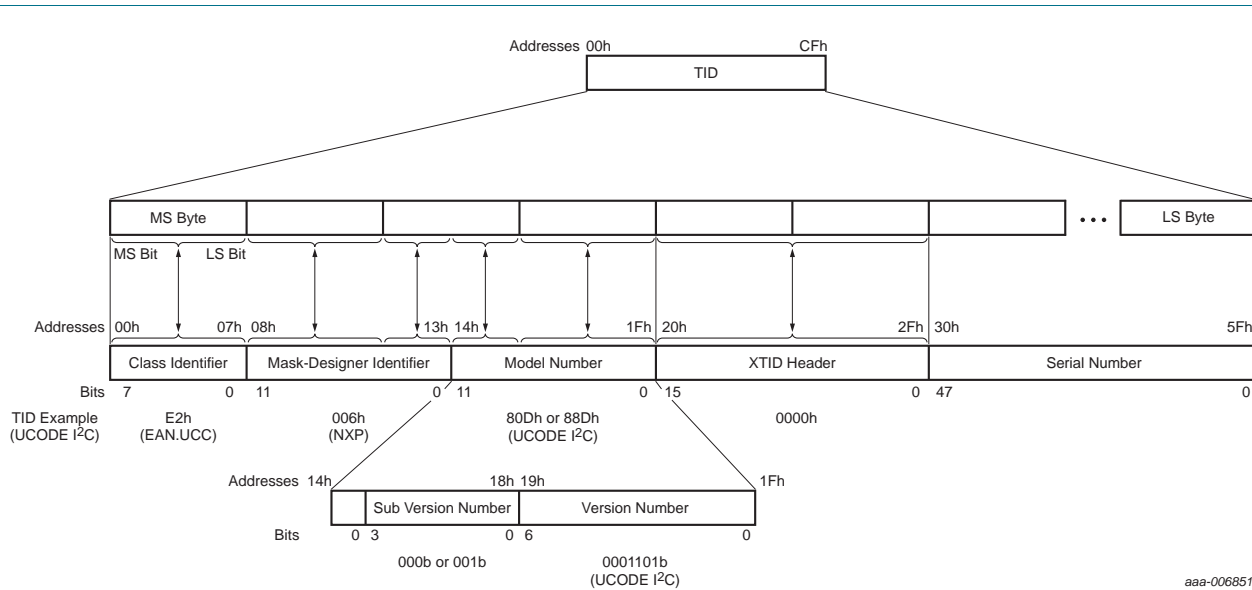 Addresses 00h CFh
TID
MS Byte LS Byte
MS Bit LS Bit
Addresses 00h 07h 08h 13h 14h 1Fh 20h 2Fh 30h 5Fh
Class Identifier Mask-Designer Identifier Model Number XTID Header Serial Number
Bits 7 0 11 0 11 0 15 0 47 0
TID Example E2h 006h 80Dh or 88Dh 0000h
(UCODE I2C) (EAN.UCC) (NXP) (UCODE I2C)
Addresses 14h 18h 19h 1Fh
Sub Version Number Version Number
Bits 0 3 0 6 0
000b or 001b 0001101b
(UCODE I2C)
aaa-006851